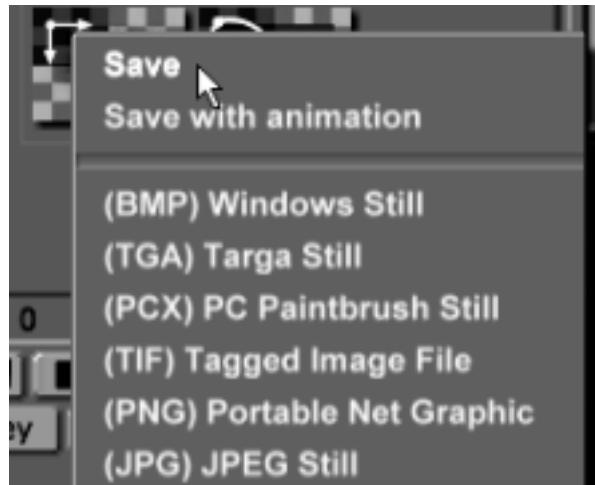 Save
Save with animation
(BMP) Windows Still
(TGA) Targa Still
(PCX) PC Paintbrush Still
0
(TIF) Tagged Image File
(PNG) Portable Net Graphic
ey
(JPG) JPEG Still